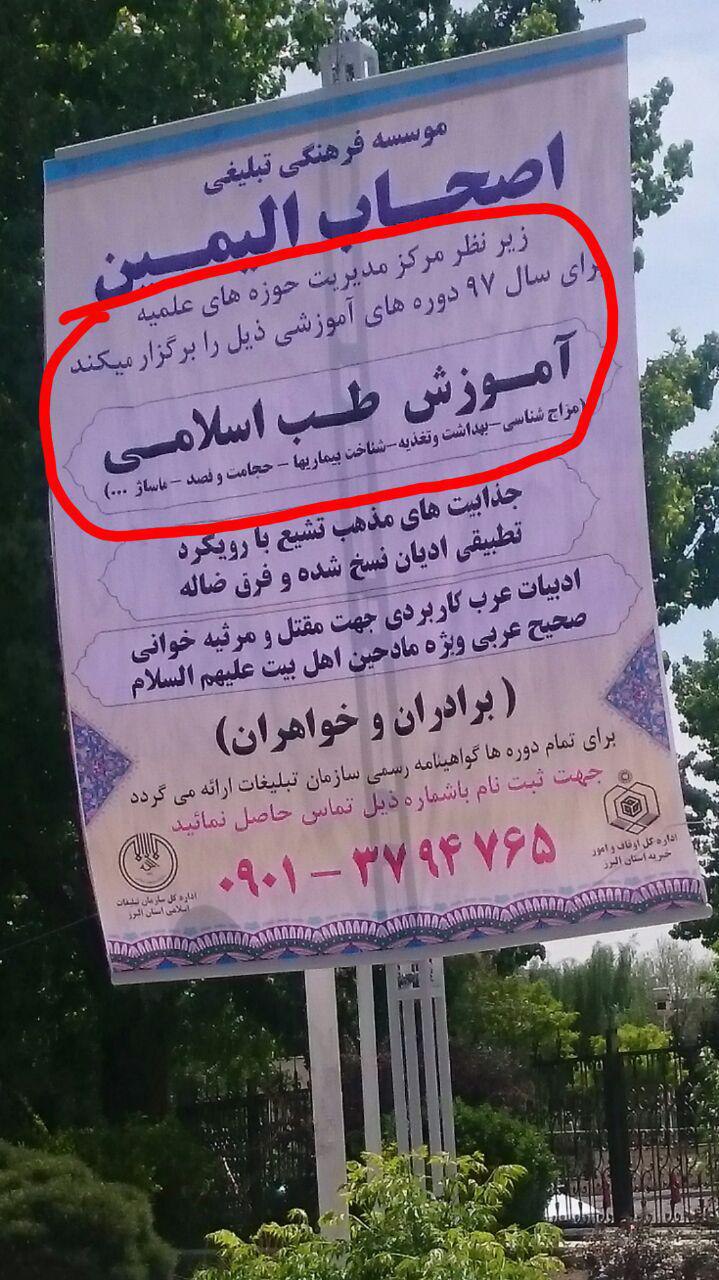 موسسه فرهنگی تبلیغی
اصحاب الیمین
زیر نظر مرکز مدیریت حوزه های علمیه
برای سال ۹۷ دوره های آموزشی ذیل را برگزار میکند
آموزش طب اسلامی
(مزاج شناسی-بهداشت وتغذیه-شناخت بیماریها - حجامت و فصد - ماساژ ...)
جذابیت های مذهب تشیع با رویکرد
تطبیقی ادیان نسخ شده و فرق ضاله
ادبیات عرب کاربردی جهت مقتل و مرثیه خوانی
صحیح عربی ویژه مادحین اهل بیت علیهم السلام
( برادران و خواهران)
برای تمام دوره ها گواهینامه رسمی سازمان تبلیغات ارائه می گردد
جهت ثبت نام باشماره ذیل تماس حاصل نمائید
۰۹۰۱ - ۳۷۹۴۷۶۵
اداره کل اوقاف و امور
خیریه استان البرز
اداره کل سازمان تبلیغات
اسلامی استان البرز